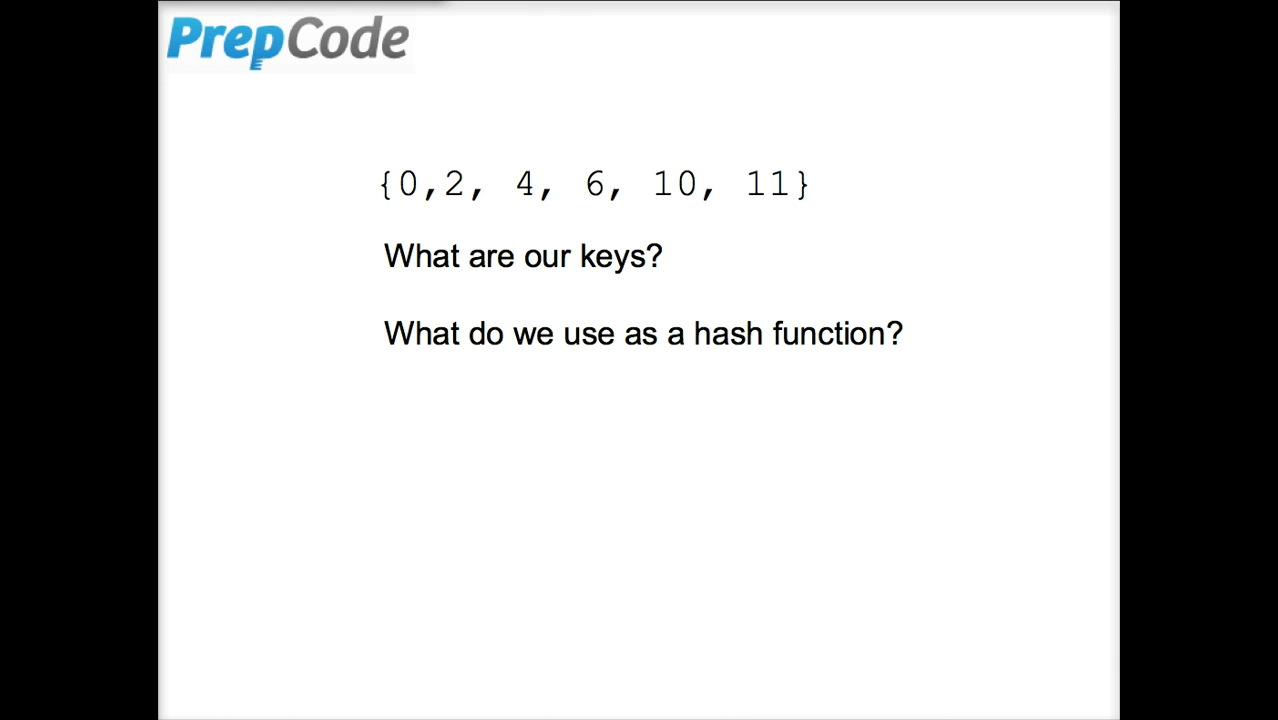 PrepCode
{0,2, 4, 6, 10, 11}
What are our keys?
What do we use as a hash function?